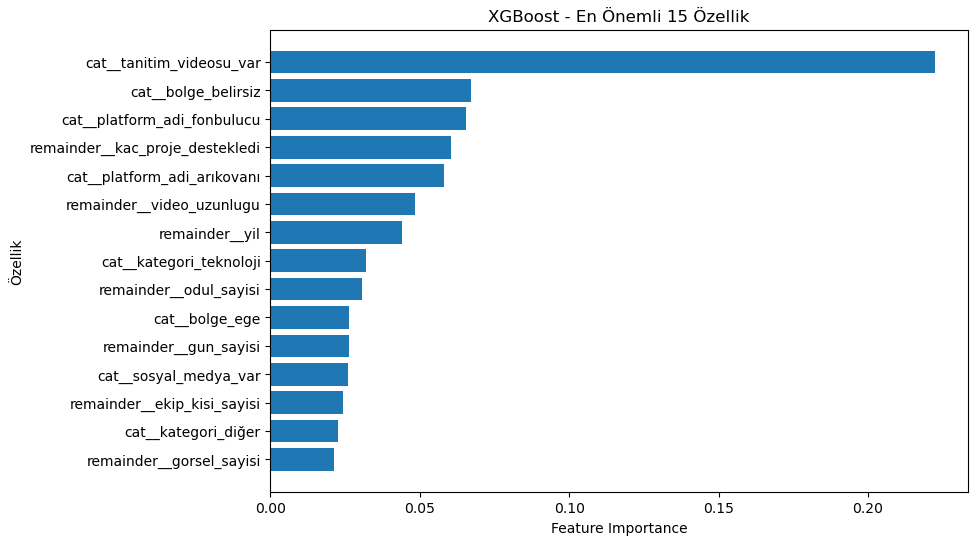 XGBoost - En Önemli 15 Özellik
cat__tanitim_videosu_var
cat__bolge_belirsiz
cat__platform_adi_fonbulucu
remainder__kac_proje_destekledi
cat__platform_adi_arıkovanı
remainder__video_uzunlugu
remainder__yil
cat__kategori_teknoloji
remainder__odul_sayisi
cat__bolge_ege
remainder__gun_sayisi
cat__sosyal_medya_var
remainder__ekip_kisi_sayisi
cat__kategori_diğer
remainder__gorsel_sayisi
Özellik
0.00 0.05 0.10 0.15 0.20
Feature Importance